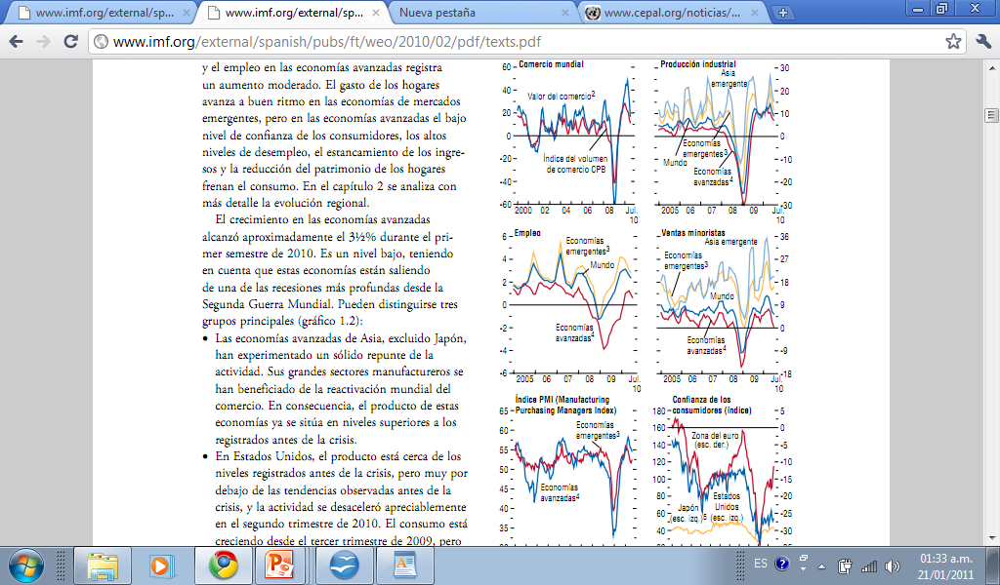 www.imf.org/external/sp...
www.imf.org/external/sp...
Nueva pestaña
www.cepal.org/noticias/...
www.imf.org/external/spanish/pubs/ft/weo/2010/02/pdf/texts.pdf
y el empleo en las economías avanzadas registra
un aumento moderado. El gasto de los hogares
avanza a buen ritmo en las economías de mercados
emergentes, pero en las economías avanzadas el bajo
nivel de confianza de los consumidores, los altos
niveles de desempleo, el estancamiento de los ingre-
sos y la reducción del patrimonio de los hogares
frenan el consumo. En el capítulo 2 se analiza con
más detalle la evolución regional.
El crecimiento en las economías avanzadas
alcanzó aproximadamente el 3½% durante el pri-
mer semestre de 2010. Es un nivel bajo, teniendo
en cuenta que estas economías están saliendo
de una de las recesiones más profundas desde la
Segunda Guerra Mundial. Pueden distinguirse tres
grupos principales (gráfico 1.2):
• Las economías avanzadas de Asia, excluido Japón,
han experimentado un sólido repunte de la
actividad. Sus grandes sectores manufactureros se
han beneficiado de la reactivación mundial del
comercio. En consecuencia, el producto de estas
economías ya se sitúa en niveles superiores a los
registrados antes de la crisis.
• En Estados Unidos, el producto está cerca de los
niveles registrados antes de la crisis, pero muy por
debajo de las tendencias observadas antes de la
crisis, y la actividad se desaceleró apreciablemente
en el segundo trimestre de 2010. El consumo está
creciendo desde el tercer trimestre de 2009, pero
Comercio mundial
60
40
20
0
-20
-40
-60
Valor del comercio2
Índice del volumen
de comercio CPB
2000 02 04 06 08 Jul.
10
Producción industrial
30
20
10
0
-10
-20
-30
Asia
emergente
Economías
emergentes3
Mundo
Economías
avanzadas4
2005 06 07 08 09 Jul.
10
Empleo
6
4
2
0
-2
-4
-6
Economías
emergentes3
Mundo
Economías
avanzadas4
2005 06 07 08 09 Jul.
10
Ventas minoristas
36
27
18
9
0
-9
-18
Asia emergente
Economías
emergentes3
Mundo
Economías
avanzadas4
2005 06 07 08 09 Jul.
10
Índice PMI (Manufacturing
Purchasing Managers Index)
65
60
55
50
45
40
35
Economías
emergentes3
Economías
avanzadas4
Confianza de los
consumidores (índice)
180
160
140
120
100
80
60
40
5
0
-5
-10
-15
-20
-25
-30
Zona del euro
(esc. der.)
Japón
(esc. izq.)5
Estados
Unidos
(esc. izq.)
ES
01:33 a.m.
21/01/2011